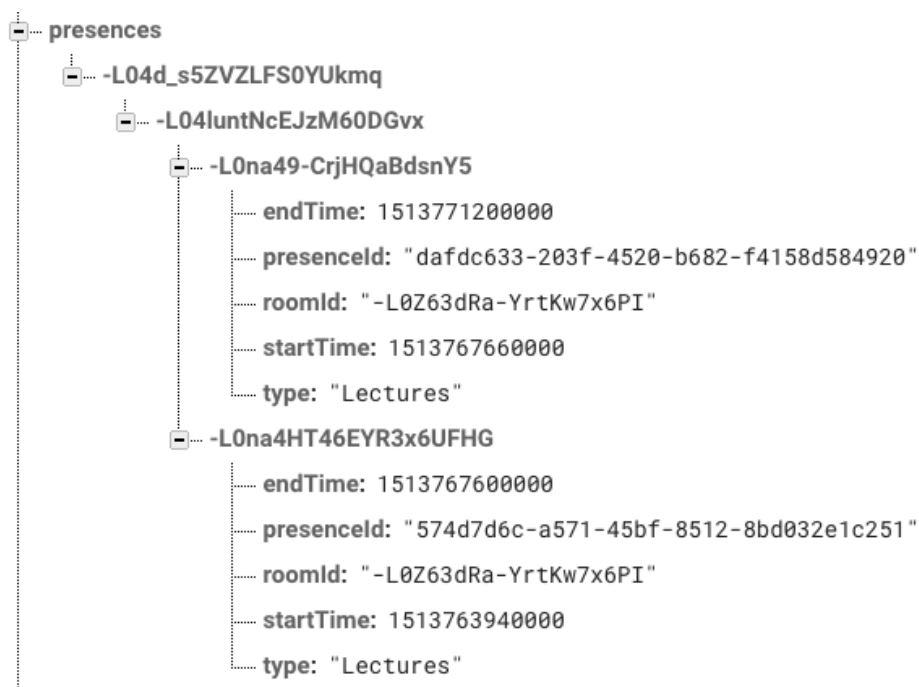 presences
-L04d_s5ZVZLFS0YUkmq
-L04luntNcEJzM60DGvx
-L0na49-CrjHQaBdsnY5
endTime: 1513771200000
presenceId: "dafdc633-203f-4520-b682-f4158d584920"
roomId: "-L0Z63dRa-YrtKw7x6PI"
startTime: 1513767660000
type: "Lectures"
-L0na4HT46EYR3x6UFHG
endTime: 1513767600000
presenceId: "574d7d6c-a571-45bf-8512-8bd032e1c251"
roomId: "-L0Z63dRa-YrtKw7x6PI"
startTime: 1513763940000
type: "Lectures"